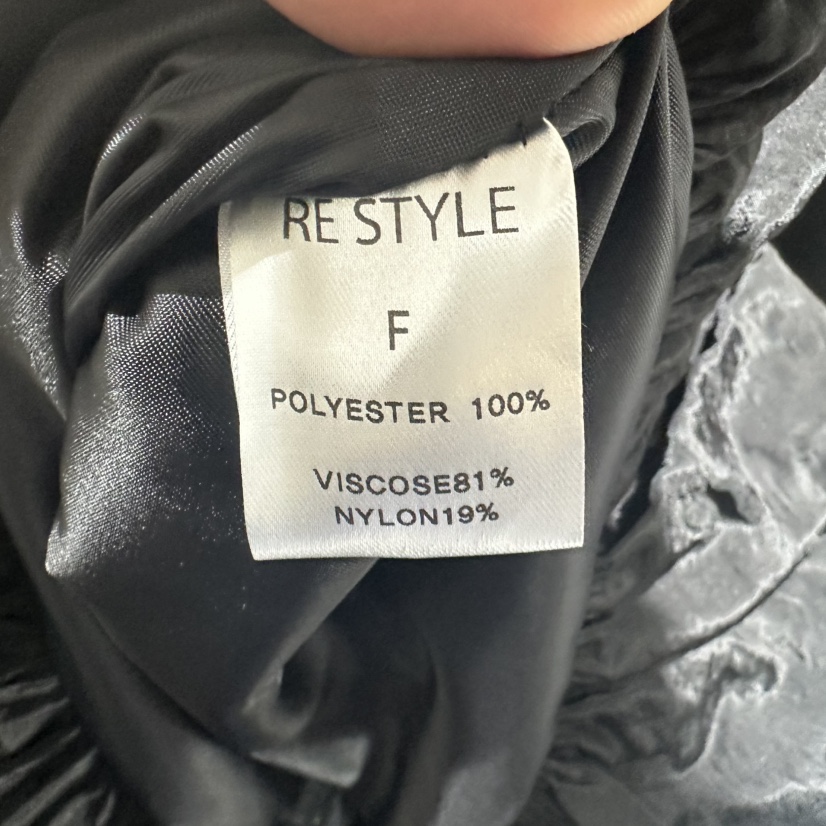 RE STYLE
F
POLYESTER 100%
VISCOSE81%
NYLON19%